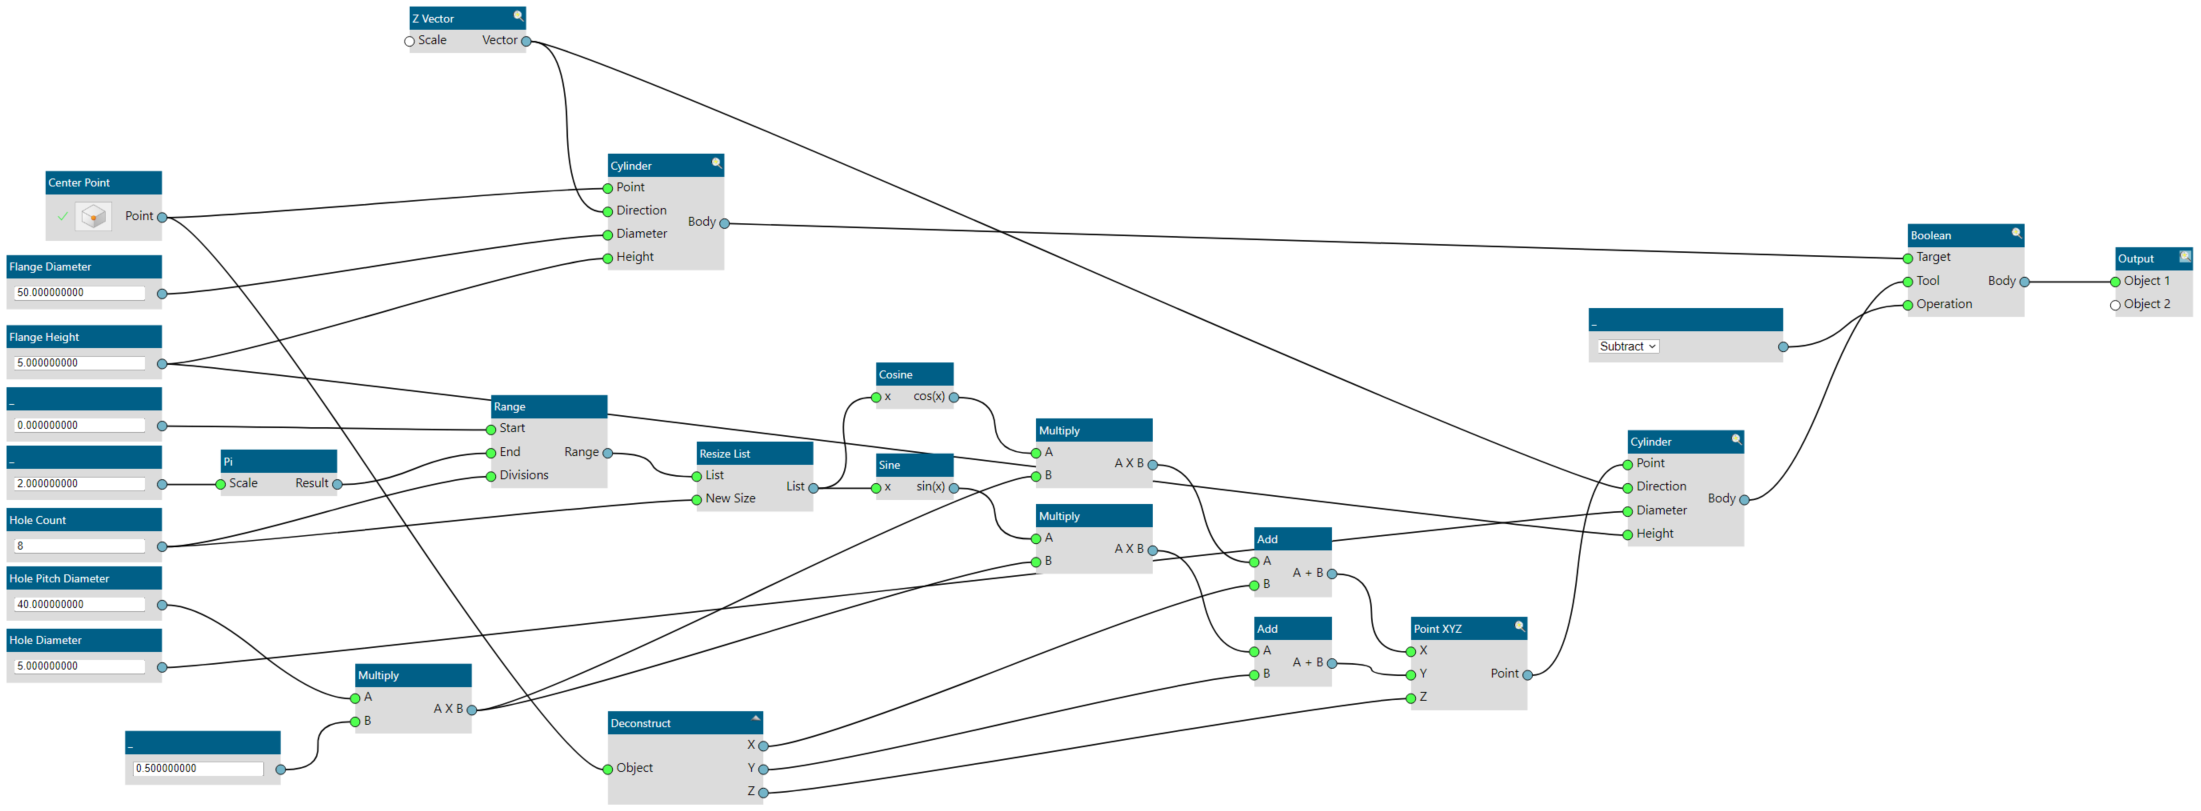 Z Vector
Scale Vector
Center Point
Point
Flange Diameter
50.000000000
Flange Height
5.000000000
_
0.000000000
_
2.000000000
Pi
Scale Result
Hole Count
8
Hole Pitch Diameter
40.000000000
Hole Diameter
5.000000000
_
0.500000000
Multiply
A
A X B
B
Cylinder
Point
Direction
Body
Diameter
Height
Range
Start
End
Range
Divisions
Resize List
List
List
New Size
Deconstruct
X
Object
Y
Z
Cosine
x cos(x)
Sine
x sin(x)
Multiply
A
A X B
B
Multiply
A
A X B
B
Add
A
A + B
B
Add
A
A + B
B
Point XYZ
X
Y
Point
Z
_
Subtract
Cylinder
Point
Direction
Body
Diameter
Height
Boolean
Target
Tool
Body
Operation
Output
Object 1
Object 2